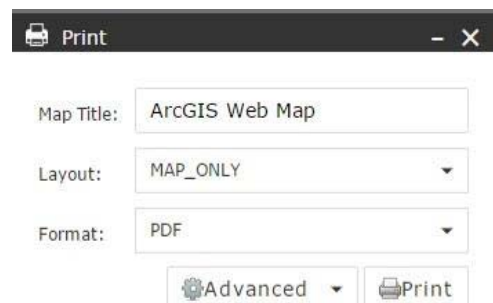 Print
Map Title: ArcGIS Web Map
Layout: MAP_ONLY
Format: PDF
Advanced Print